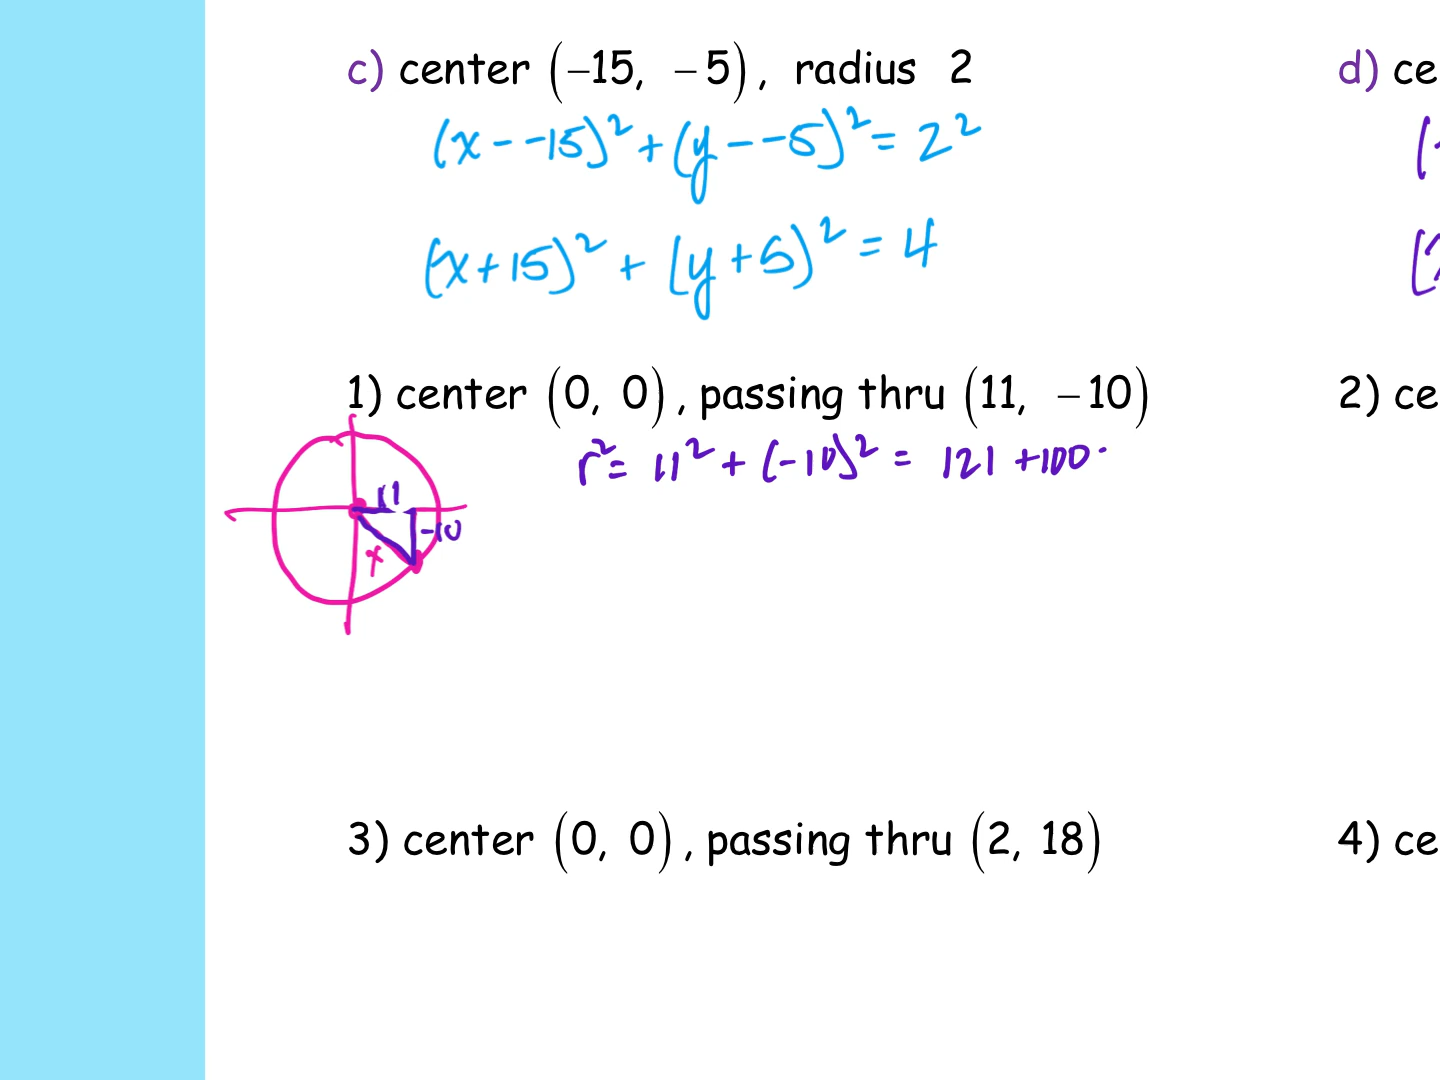 c) center (−15, −5), radius 2
d) ce
(x - -15)² + (y - -5)² = 2²
(x + 15)² + (y + 5)² = 4
1) center (0, 0), passing thru (11, −10)
2) ce
r² = 11² + (-10)² = 121 + 100
11
-10
r
3) center (0, 0), passing thru (2, 18)
4) ce